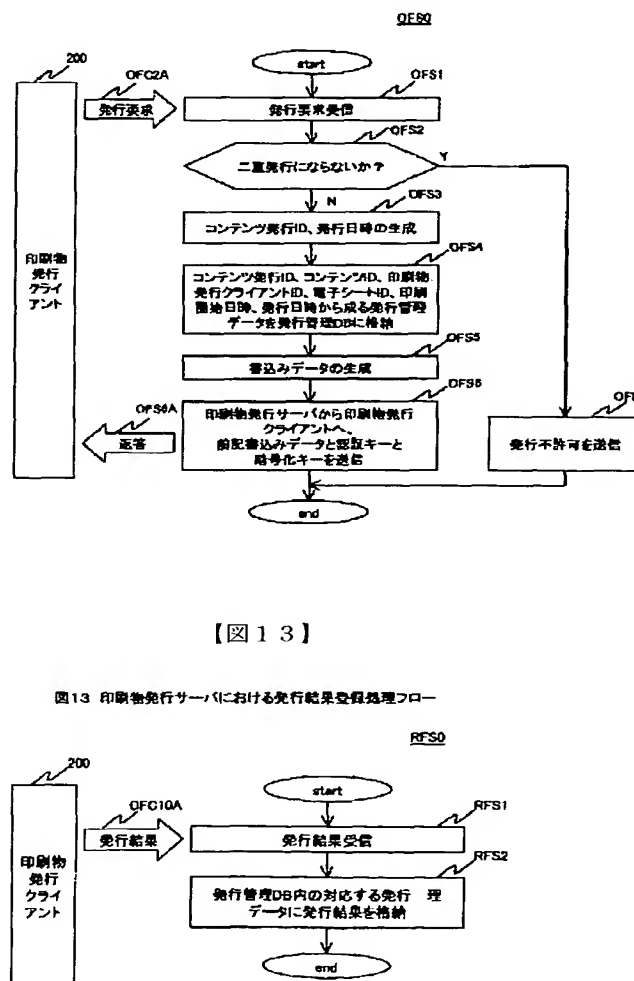 OFS0
200
start
OFC2A
OFS1
発行要求
発行要求受信
OFS2
二重発行にならないか?
Y
N
OFS3
コンテンツ発行ID、発行日時の生成
OFS4
コンテンツ発行ID、コンテンツID、印刷物
発行クライアントID、電子シートID、印刷
開始日時、発行日時から成る発行管理
データを発行管理DBに格納
印刷物
発行
クライ
アント
OFS5
書込みデータの生成
OFS6
OFS6A
返答
印刷物発行サーバから印刷物発行
クライアントへ、
前記書込みデータと認証キーと
暗号化キーを送信
発行不許可を送信
end
【図13】
図13 印刷物発行サーバにおける発行結果登録処理フロー
RFS0
200
start
OFC10A
RFS1
発行結果
発行結果受信
RFS2
印刷物
発行
クライ
アント
発行管理DB内の対応する発行 理
データに発行結果を格納
end